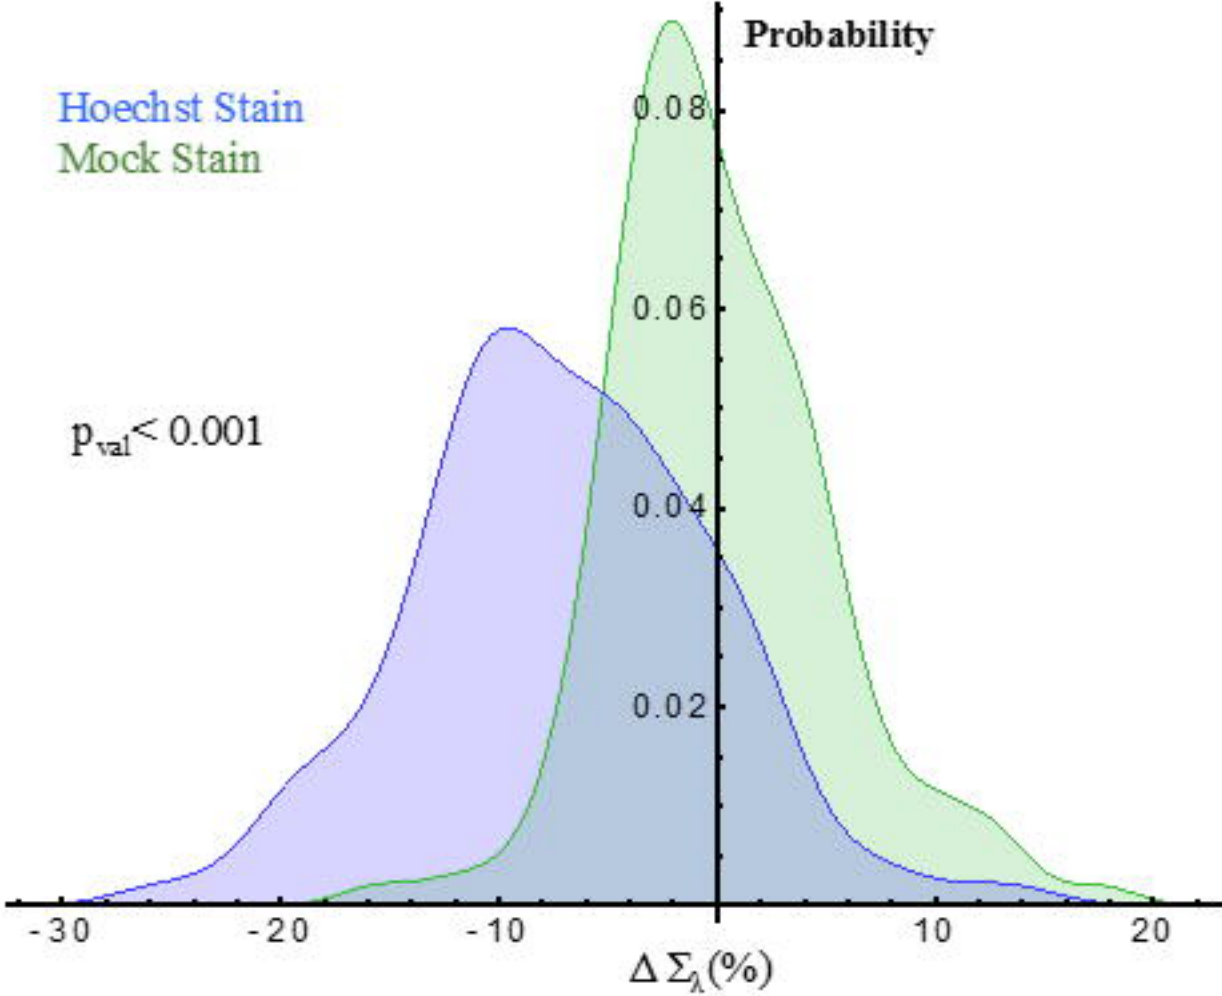 Probability
Hoechst Stain
Mock Stain
0.08
0.06
p_val< 0.001
0.04
0.02
-30 -20 -10 10 20
Δ Σ_λ(%)